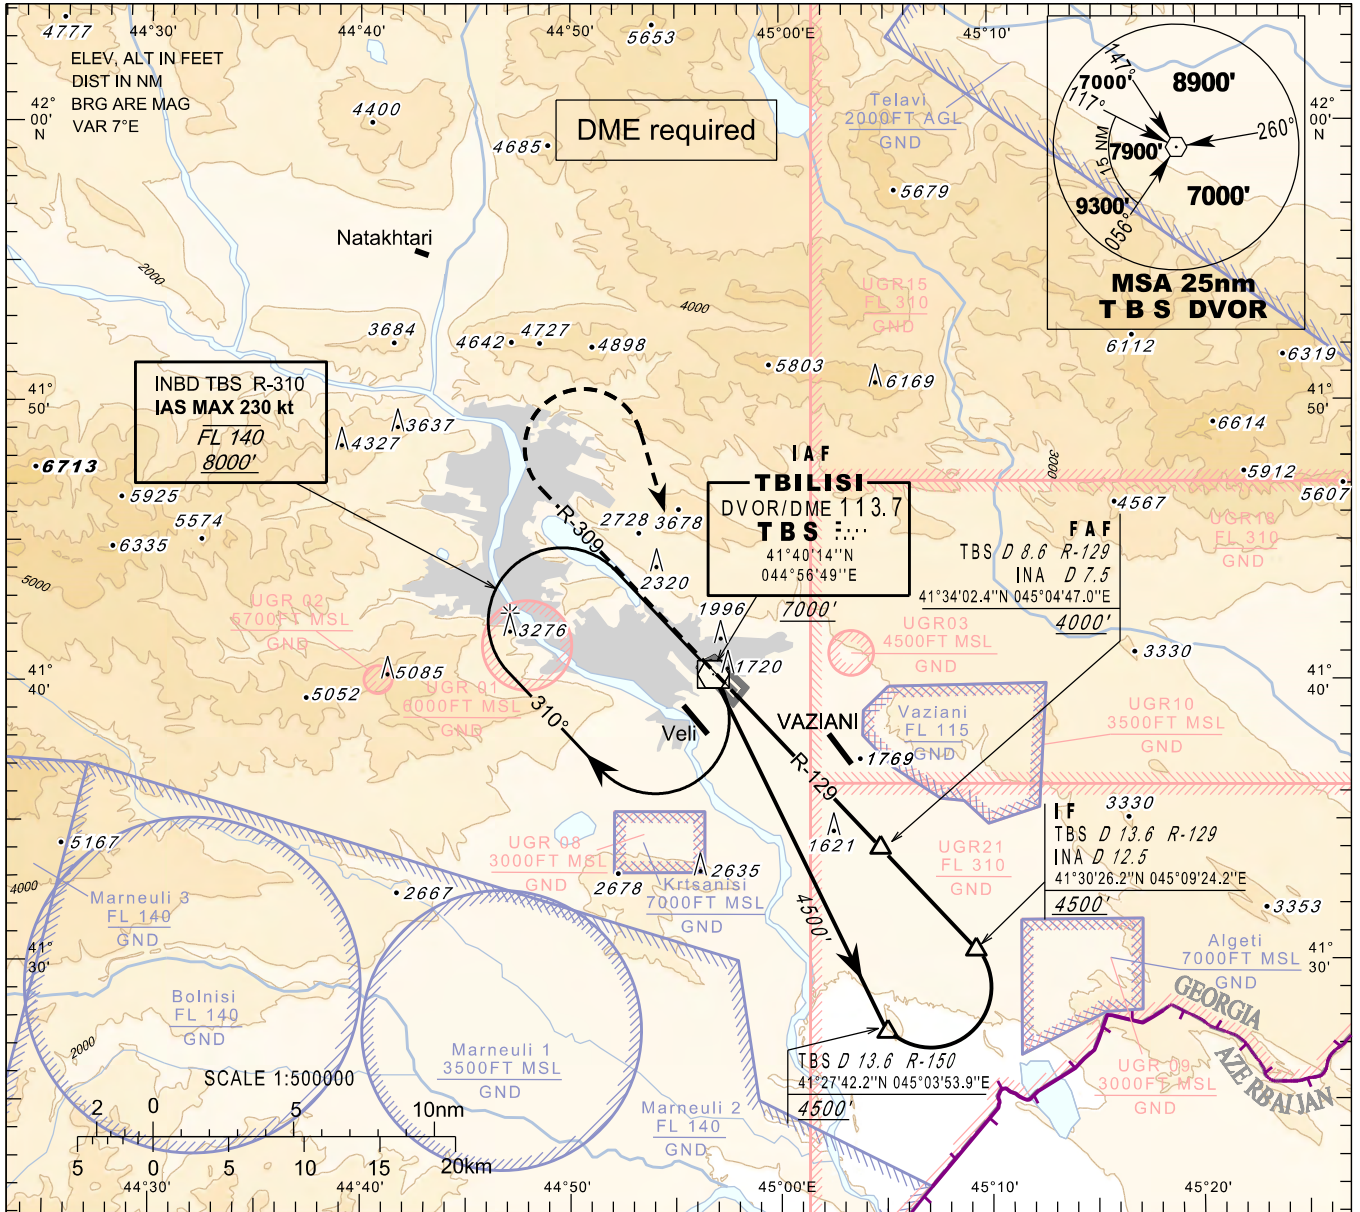 4777
44°30'
44°40'
44°50'
5653
45°00'E
45°10'
ELEV, ALT IN FEET
DIST IN NM
BRG ARE MAG
VAR 7°E
42°
00'
N
4400
4685
DME required
Telavi
2000FT AGL
GND
147°
7000'
117°
8900'
260°
15 NM
7900'
7000'
9300'
056°
MSA 25nm
TBS DVOR
42°
00'
N
5679
Natakhtari
2000
4000
UGR15
FL 310
GND
3684
4642
4727
4898
5803
6169
6112
6319
INBD TBS R-310
IAS MAX 230 kt
FL 140
8000'
41°
50'
41°
50'
3637
4327
6614
6713
5925
5574
6335
5000
3000
5912
5607
4567
IAF
TBILISI
DVOR/DME 113.7
TBS
41°40'14''N
044°56'49''E
7000'
R-309
2728
3678
2320
1996
1720
UGR18
FL 310
GND
FAF
TBS D 8.6 R-129
INA D 7.5
41°34'02.4''N 045°04'47.0''E
4000'
UGR 02
5700FT MSL
GND
3276
5085
5052
UGR 01
6000FT MSL
GND
310°
UGR03
4500FT MSL
GND
3330
41°
40'
41°
40'
Veli
VAZIANI
1769
Vaziani
FL 115
GND
UGR10
3500FT MSL
GND
R-129
5167
4000
UGR 08
3000FT MSL
GND
2678
2635
Krtsanisi
7000FT MSL
GND
2667
1621
UGR21
FL 310
GND
3330
IF
TBS D 13.6 R-129
INA D 12.5
41°30'26.2''N 045°09'24.2''E
4500'
3353
Marneuli 3
FL 140
GND
4500'
41°
30'
41°
30'
Algeti
7000FT MSL
GND
GEORGIA
AZERBAIJAN
Bolnisi
FL 140
GND
2000
Marneuli 1
3500FT MSL
GND
TBS D 13.6 R-150
41°27'42.2''N 045°03'53.9''E
4500'
UGR 09
3000FT MSL
GND
SCALE 1:500000
Marneuli 2
FL 140
GND
2 0 5 10nm
5 0 5 10 15 20km
44°30'
44°40'
44°50'
45°00'E
45°10'
45°20'